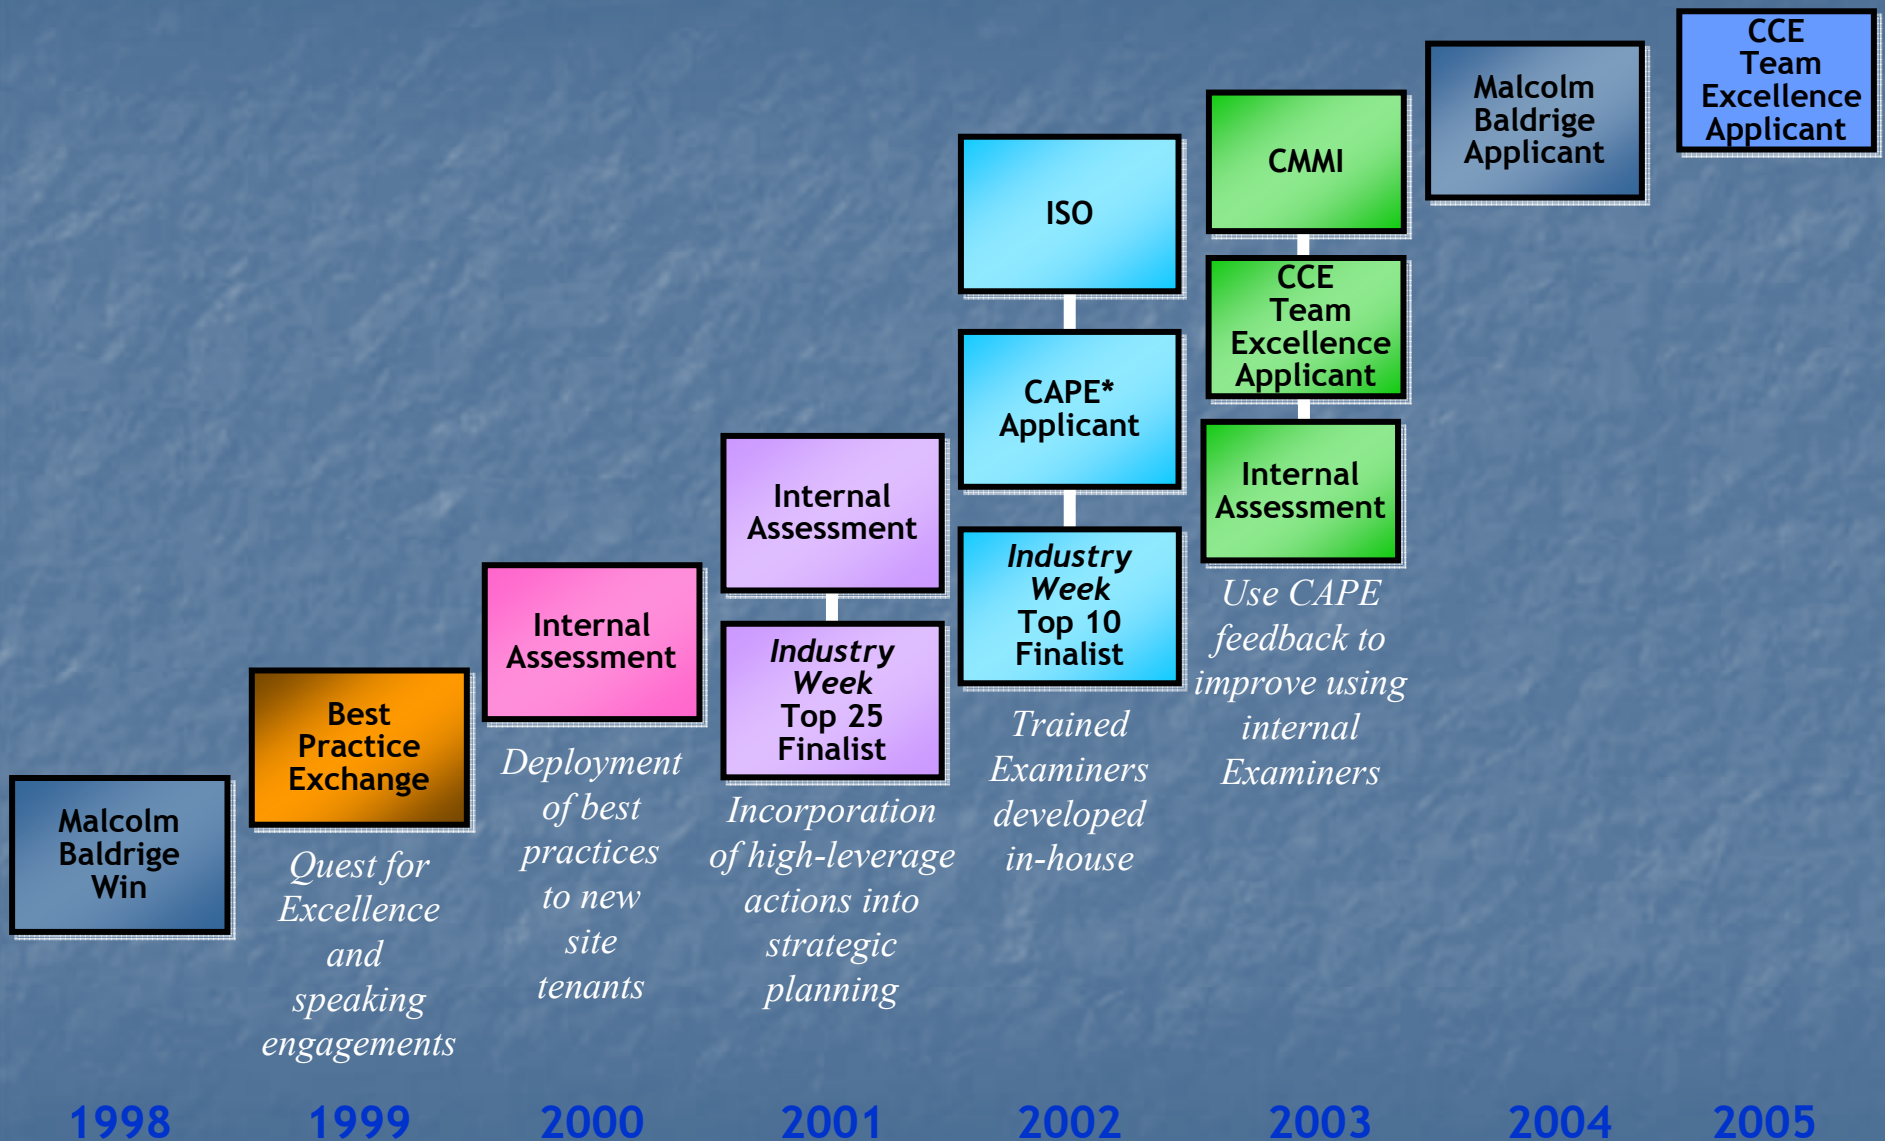 Malcolm
Baldrige
Win
Best
Practice
Exchange
Quest for
Excellence
and
speaking
engagements
Internal
Assessment
Deployment
of best
practices
to new
site
tenants
Internal
Assessment
Industry
Week
Top 25
Finalist
Incorporation
of high-leverage
actions into
strategic
planning
ISO
CAPE*
Applicant
Industry
Week
Top 10
Finalist
Trained
Examiners
developed
in-house
CMMI
CCE
Team
Excellence
Applicant
Internal
Assessment
Use CAPE
feedback to
improve using
internal
Examiners
Malcolm
Baldrige
Applicant
CCE
Team
Excellence
Applicant
1998 1999 2000 2001 2002 2003 2004 2005